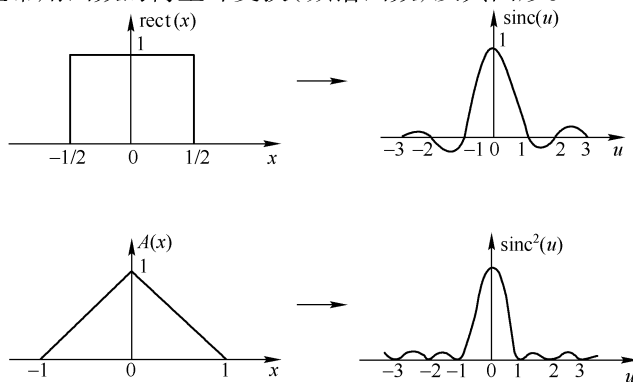 rect(x)
1
−1/2 0 1/2 x
sinc(u)
1
−3 −2 −1 0 1 2 3 u
A(x)
1
−1 0 1 x
sinc²(u)
−3 −2 −1 0 1 2 3 u